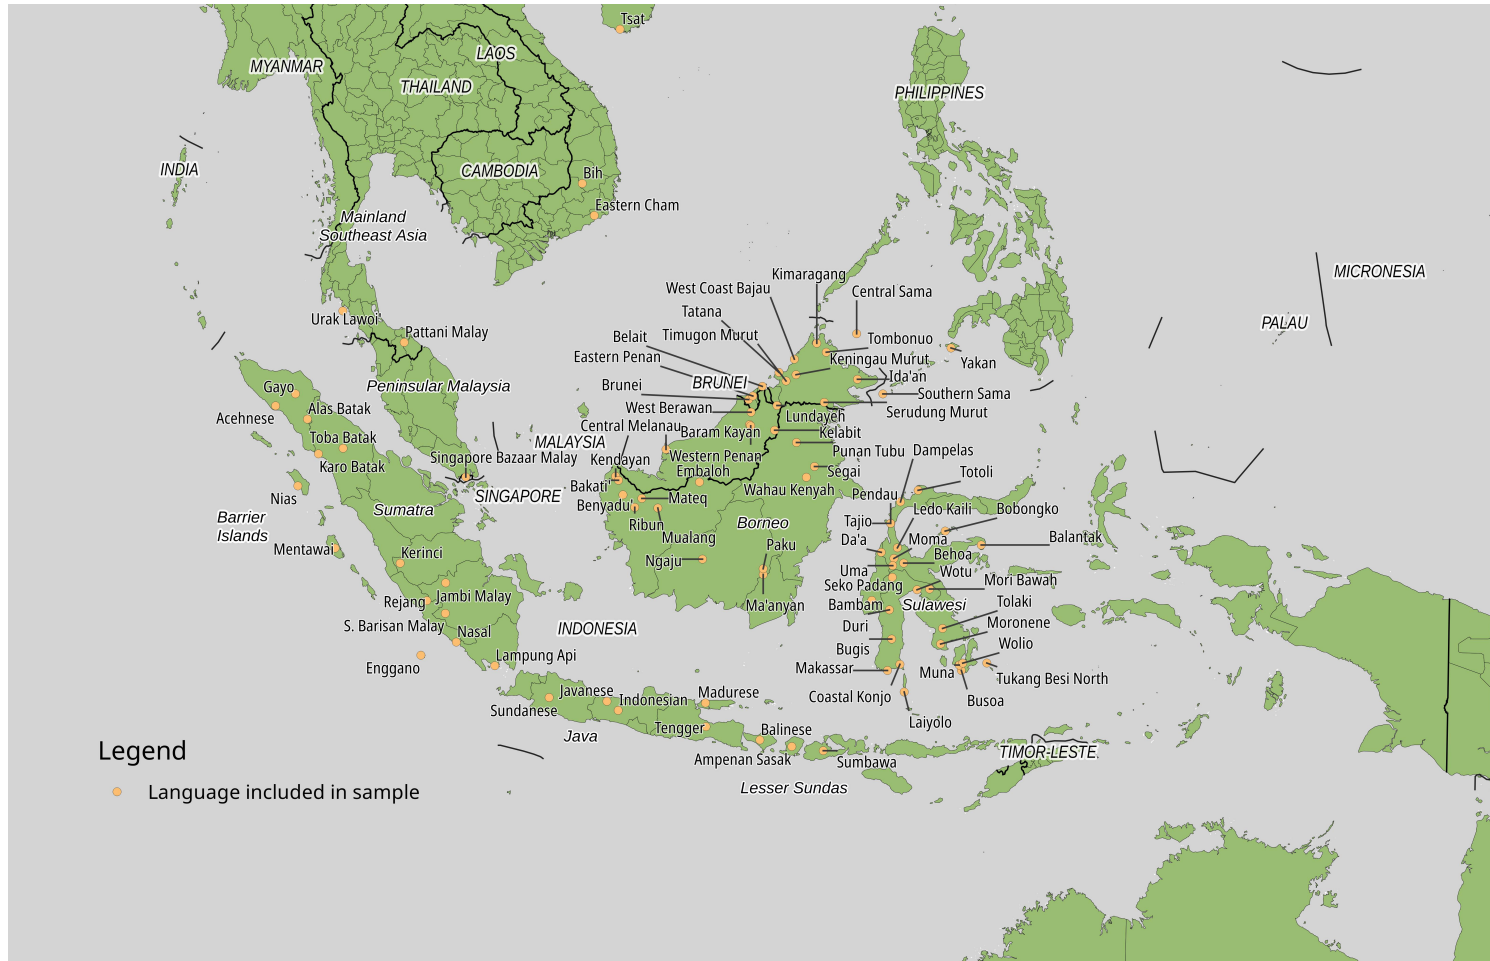 Tsat
LAOS
MYANMAR
THAILAND
PHILIPPINES
INDIA
CAMBODIA
Bih
Eastern Cham
Mainland
Southeast Asia
MICRONESIA
Kimaragang
West Coast Bajau
Central Sama
Tatana
Urak Lawoi'
PALAU
Pattani Malay
Belait
Timugon Murut
Tombonuo
Eastern Penan
Keningau Murut
Yakan
Ida'an
Brunei
BRUNEI
Peninsular Malaysia
Gayo
Southern Sama
Acehnese
Alas Batak
West Berawan
Lundayeh
Serudung Murut
Central Melanau
Baram Kayan
Kelabit
Toba Batak
MALAYSIA
Punan Tubu
Dampelas
Karo Batak
Singapore Bazaar Malay
Kendayan
Western Penan
Embaloh
Segai
Totoli
Bakati'
Wahau Kenyah
Nias
SINGAPORE
Mateq
Pendau
Benyadu'
Sumatra
Ledo Kaili
Bobongko
Barrier
Islands
Ribun
Borneo
Tajio
Mualang
Da'a
Moma
Balantak
Mentawai
Kerinci
Paku
Behoa
Ngaju
Uma
Wotu
Mori Bawah
Seko Padang
Rejang
Jambi Malay
Ma'anyan
Bambam
Sulawesi
Tolaki
S. Barisan Malay
Nasal
INDONESIA
Duri
Moronene
Bugis
Wolio
Enggano
Lampung Api
Makassar
Muna
Tukang Besi North
Javanese
Indonesian
Madurese
Coastal Konjo
Busoa
Sundanese
Laiyolo
Java
Tengger
Balinese
Legend
Ampenan Sasak
Sumbawa
TIMOR-LESTE
Lesser Sundas
Language included in sample